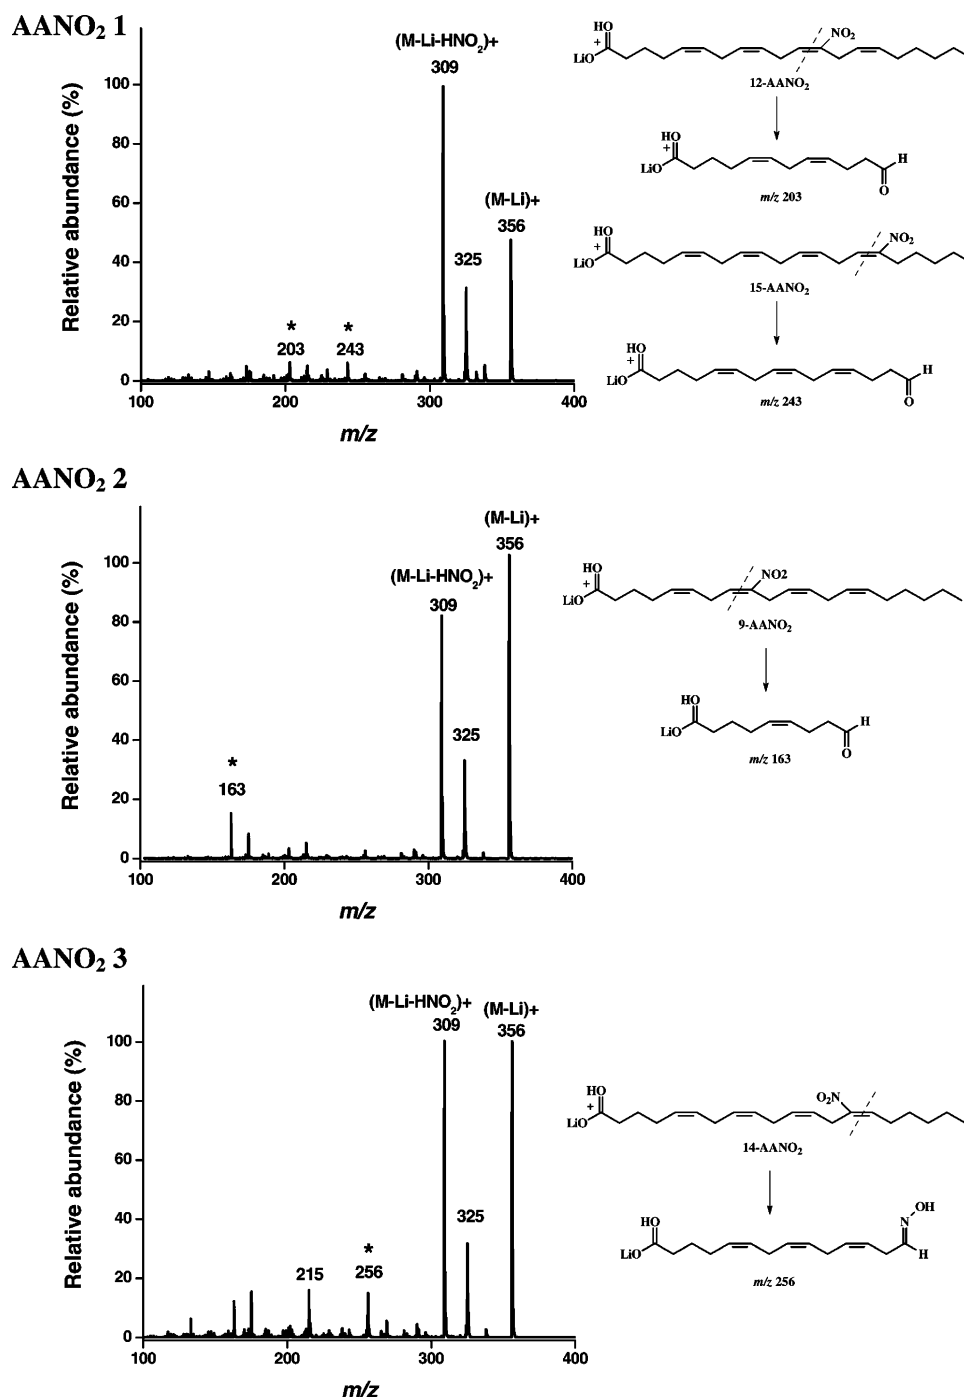 AANO₂ 1
Relative abundance (%)
100
80
60
40
20
0
(M-Li-HNO₂)+
309
(M-Li)+
356
325
*
203
*
243
100
200
300
400
m/z
HO
+
LiO
NO₂
12-AANO₂
HO
+
LiO
H
O
m/z 203
HO
+
LiO
NO₂
15-AANO₂
HO
+
LiO
H
O
m/z 243
AANO₂ 2
Relative abundance (%)
100
80
60
40
20
0
(M-Li)+
356
(M-Li-HNO₂)+
309
325
*
163
100
200
300
400
m/z
HO
+
LiO
NO2
9-AANO₂
HO
LiO
H
O
m/z 163
AANO₂ 3
Relative abundance (%)
100
80
60
40
20
0
(M-Li-HNO₂)+
309
(M-Li)+
356
325
*
256
215
100
200
300
400
m/z
HO
+
LiO
O₂N
14-AANO₂
HO
LiO
OH
N
H
m/z 256